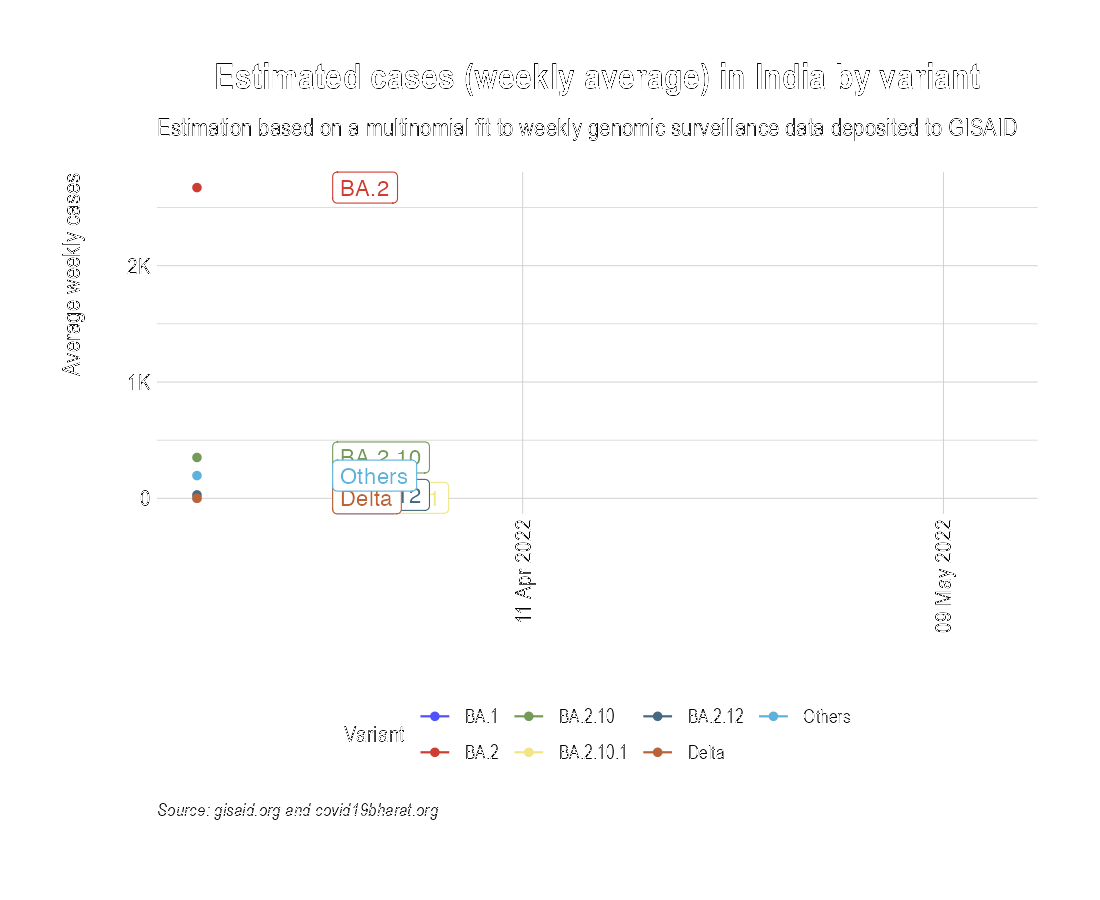 Estimated cases (weekly average) in India by variant
Estimation based on a multinomial fit to weekly genomic surveillance data deposited to GISAID
Average weekly cases
2K
1K
0
BA.2
BA.2.10
Others
Delta
12
1
11 Apr 2022
09 May 2022
Variant
BA.1
BA.2.10
BA.2.12
Others
BA.2
BA.2.10.1
Delta
Source: gisaid.org and covid19bharat.org